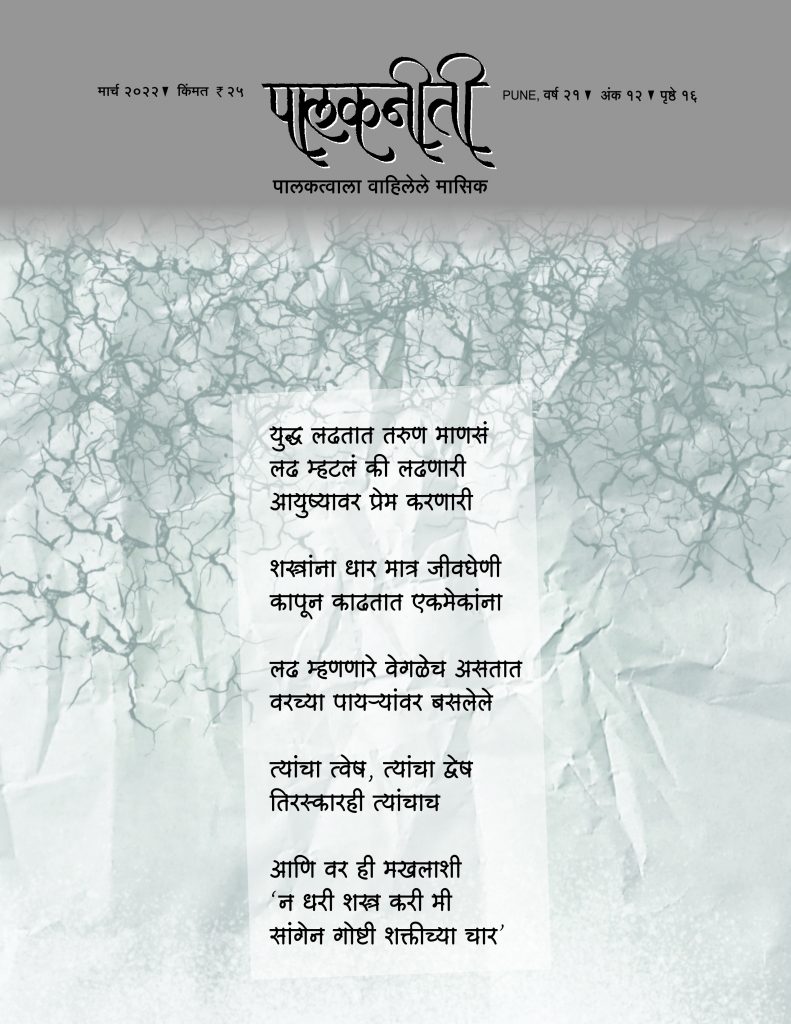 मार्च २०२२ ▼ किंमत ₹ २५
पालकनीती
PUNE, वर्ष २१ ▼ अंक १२ ▼ पृष्ठे १६
पालकत्वाला वाहिलेले मासिक
युद्ध लढतात तरुण माणसं
लढ म्हटलं की लढणारी
आयुष्यावर प्रेम करणारी
शस्त्रांना धार मात्र जीवघेणी
कापून काढतात एकमेकांना
लढ म्हणणारे वेगळेच असतात
वरच्या पायऱ्यांवर बसलेले
त्यांचा त्वेष, त्यांचा द्वेष
तिरस्कारही त्यांचाच
आणि वर ही मखलाशी
‘न धरी शस्त्र करी मी
सांगेन गोष्टी शक्तीच्या चार’